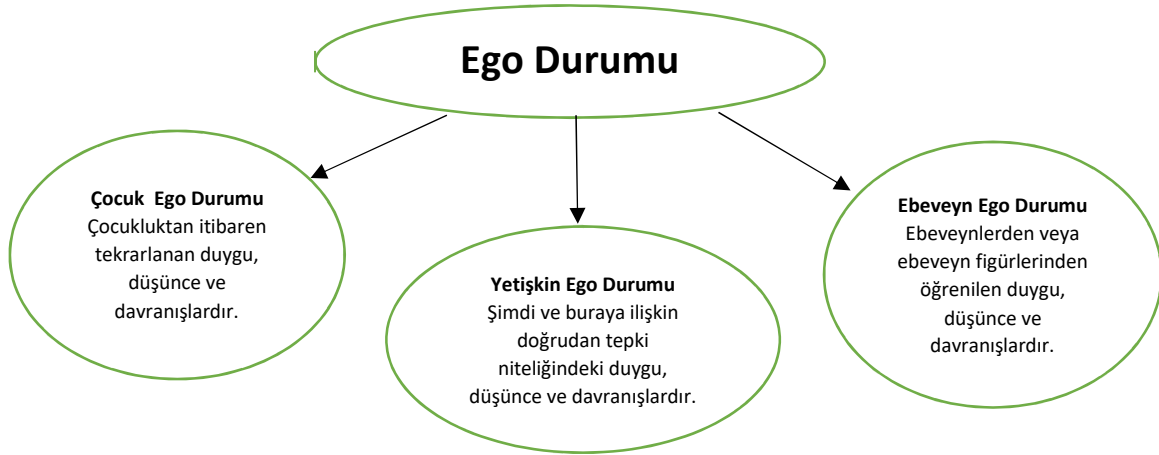 Ego Durumu
Çocuk Ego Durumu
Çocukluktan itibaren
tekrarlanan duygu,
düşünce ve
davranışlardır.
Yetişkin Ego Durumu
Şimdi ve buraya ilişkin
doğrudan tepki
niteliğindeki duygu,
düşünce ve davranışlardır.
Ebeveyn Ego Durumu
Ebeveynlerden veya
ebeveyn figürlerinden
öğrenilen duygu,
düşünce ve
davranışlardır.